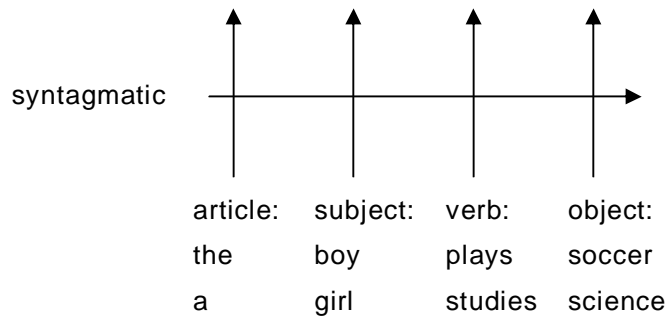 syntagmatic
article: subject: verb: object:
the boy plays soccer
a girl studies science